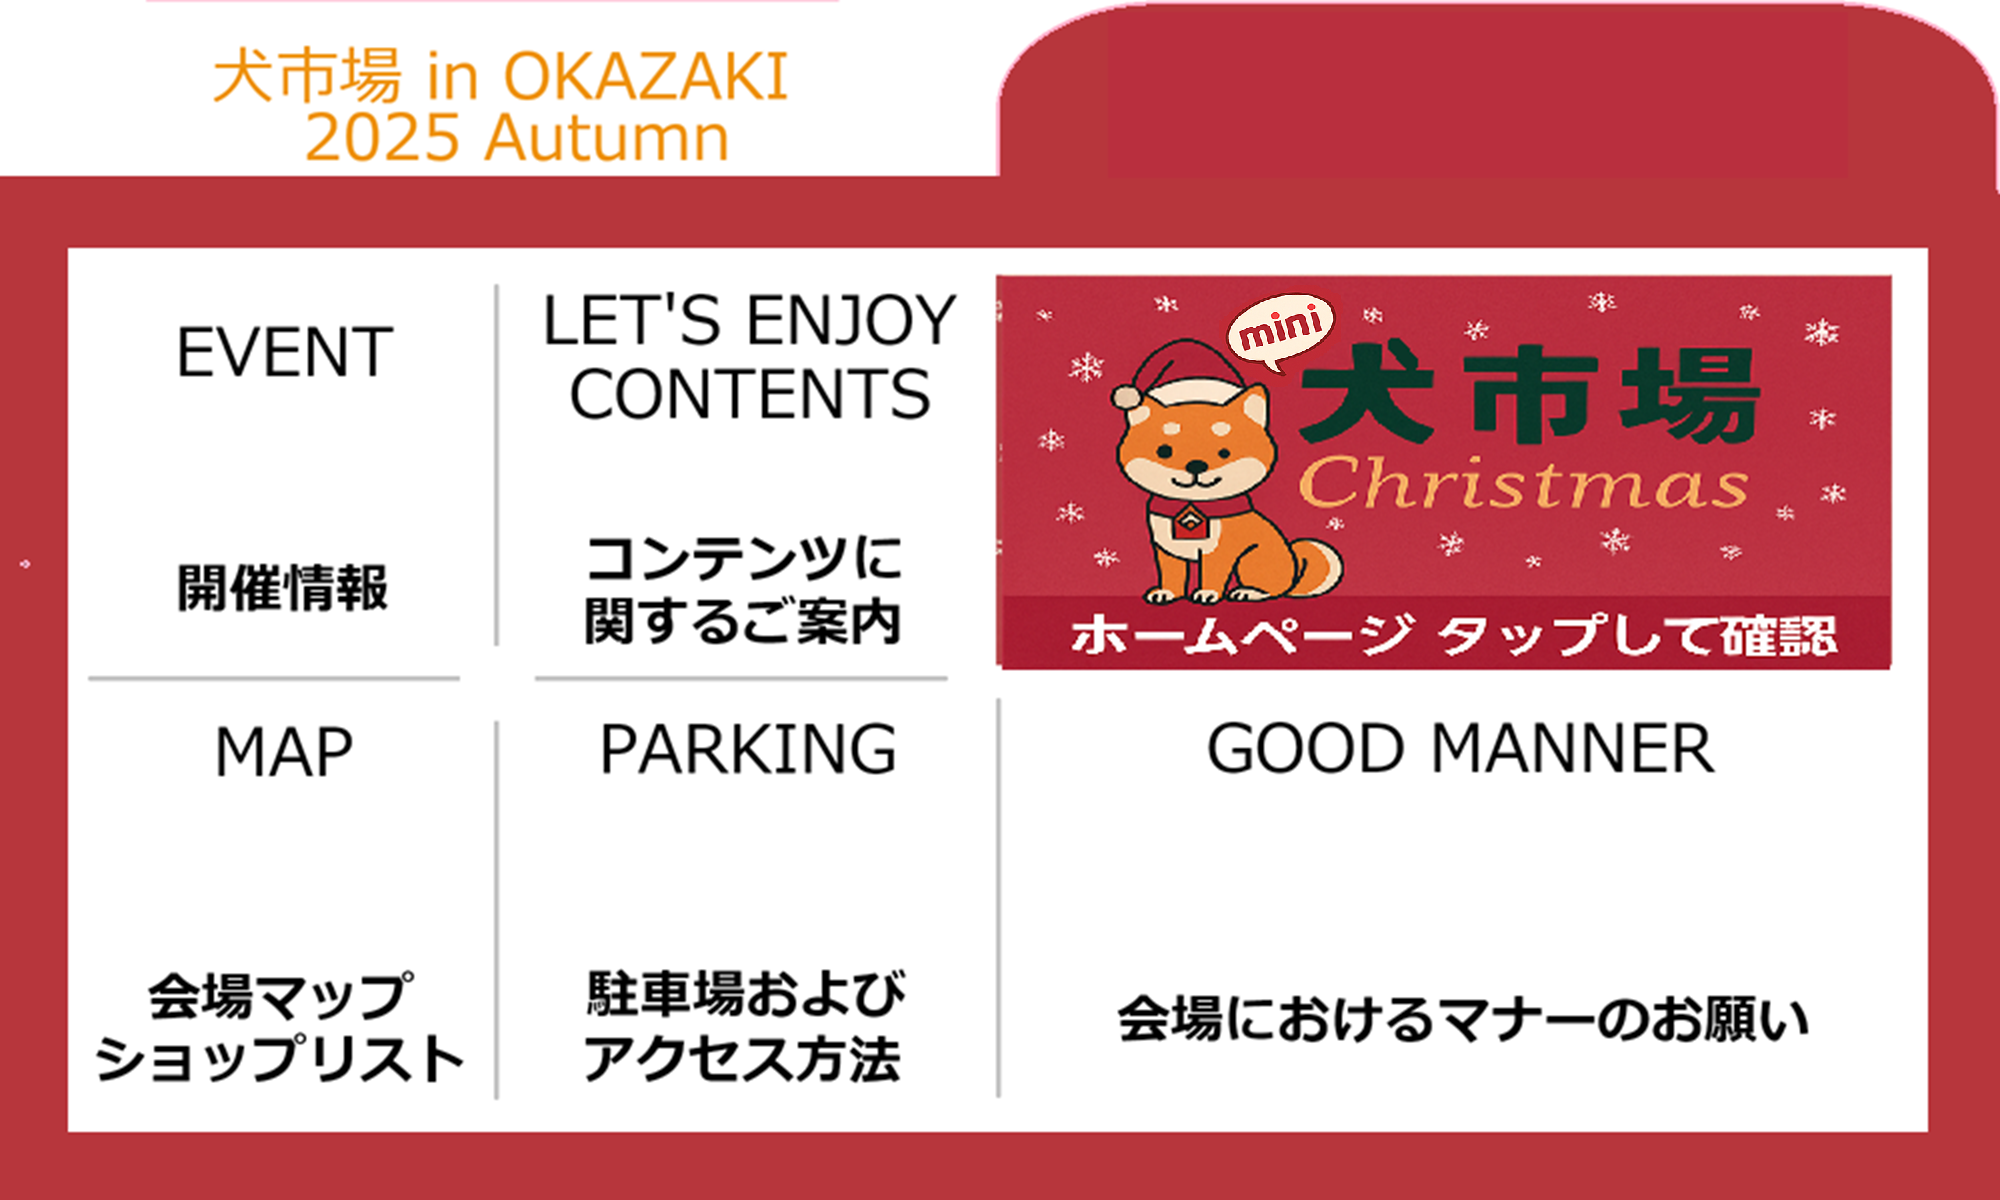 犬市場 in OKAZAKI
2025 Autumn
EVENT
開催情報
LET'S ENJOY
CONTENTS
コンテンツに
関するご案内
mini
犬市場
Christmas
ホームページ タップして確認
MAP
会場マップ
ショップリスト
PARKING
駐車場および
アクセス方法
GOOD MANNER
会場におけるマナーのお願い